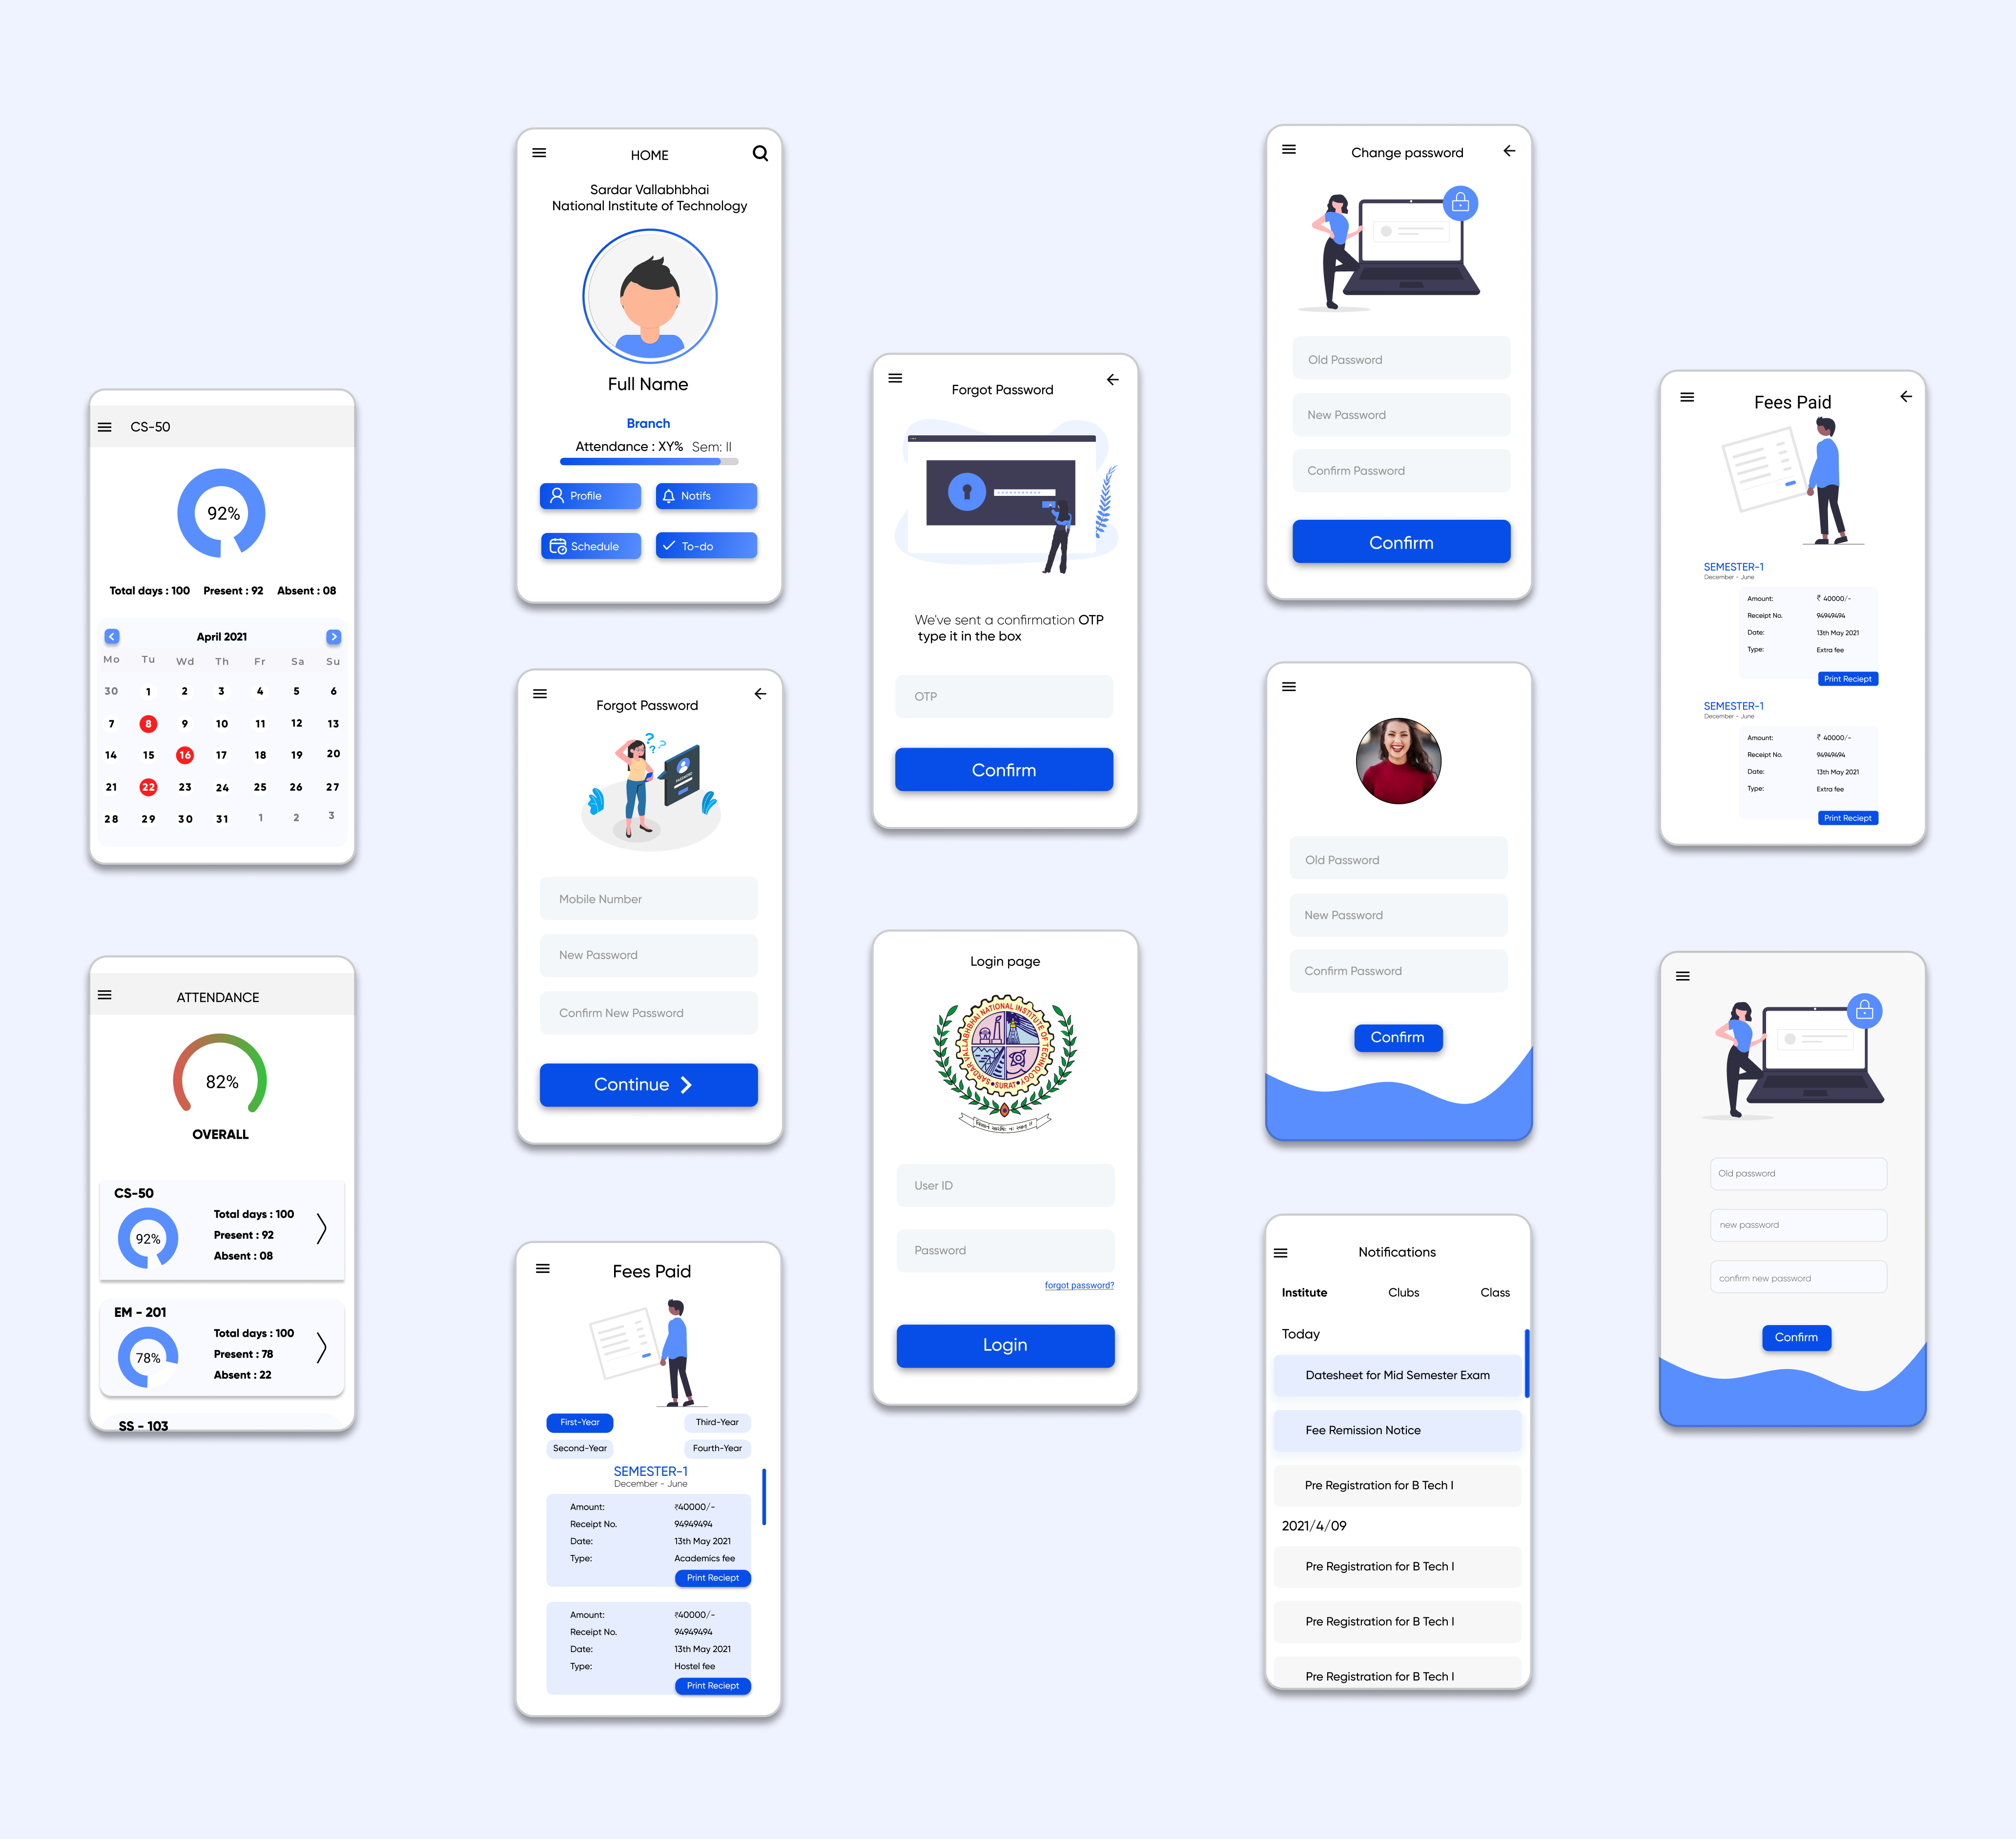 CS-50
92%
Total days : 100 Present : 92 Absent : 08
April 2021
Mo Tu Wd Th Fr Sa Su
30 1 2 3 4 5 6
7 8 9 10 11 12 13
14 15 16 17 18 19 20
21 22 23 24 25 26 27
28 29 30 31 1 2 3
ATTENDANCE
82%
OVERALL
CS-50
92%
Total days : 100
Present : 92
Absent : 08
EM - 201
78%
Total days : 100
Present : 78
Absent : 22
SS - 103
HOME
Sardar Vallabhbhai
National Institute of Technology
Full Name
Branch
Attendance : XY% Sem: II
Profile Notifs
Schedule To-do
Forgot Password
? ? ?
PASSWORD
Mobile Number
New Password
Confirm New Password
Continue
Fees Paid
First-Year Third-Year
Second-Year Fourth-Year
SEMESTER-1
December - June
Amount: ₹40000/-
Receipt No. 94949494
Date: 13th May 2021
Type: Academics fee
Print Reciept
Amount: ₹40000/-
Receipt No. 94949494
Date: 13th May 2021
Type: Hostel fee
Print Reciept
Forgot Password
We've sent a confirmation OTP
type it in the box
OTP
Confirm
Login page
SARDAR VALLABHBHAI NATIONAL INSTITUTE OF TECHNOLOGY
SURAT
User ID
Password
forgot password?
Login
Change password
Old Password
New Password
Confirm Password
Confirm
Old Password
New Password
Confirm Password
Confirm
Notifications
Institute Clubs Class
Today
Datesheet for Mid Semester Exam
Fee Remission Notice
Pre Registration for B Tech I
2021/4/09
Pre Registration for B Tech I
Pre Registration for B Tech I
Pre Registration for B Tech I
Fees Paid
SEMESTER-1
December - June
Amount: ₹ 40000/-
Receipt No. 94949494
Date: 13th May 2021
Type: Extra fee
Print Reciept
SEMESTER-1
December - June
Amount: ₹ 40000/-
Receipt No. 94949494
Date: 13th May 2021
Type: Extra fee
Print Reciept
Old password
new password
confirm new password
Confirm